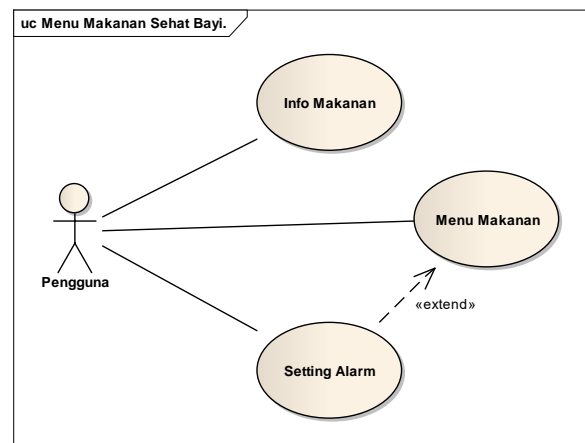 uc Menu Makanan Sehat Bayi.
Info Makanan
Menu Makanan
Pengguna
«extend»
Setting Alarm